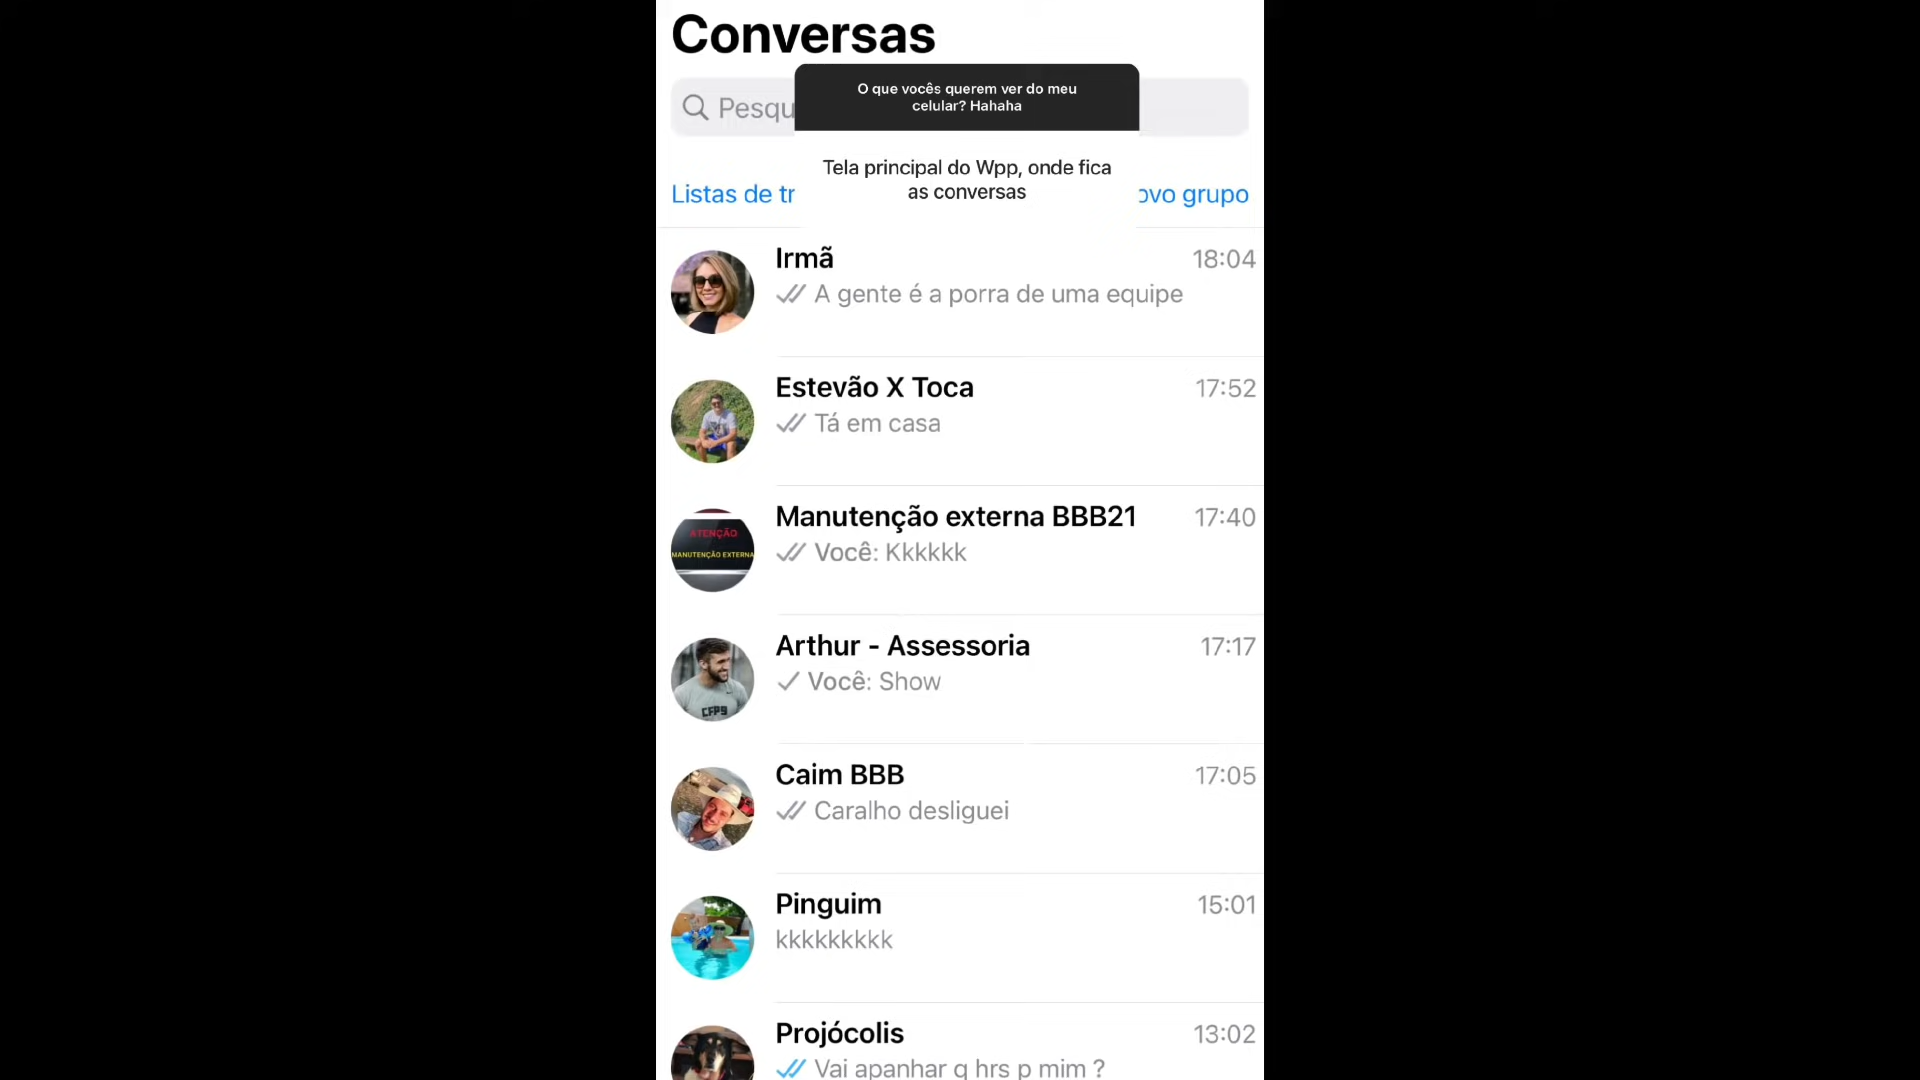 Conversas
O que vocês querem ver do meu
celular? Hahaha
Pesqu
Tela principal do Wpp, onde fica
as conversas
Listas de tr
ovo grupo
Irmã 18:04
A gente é a porra de uma equipe
Estevão X Toca 17:52
Tá em casa
Manutenção externa BBB21 17:40
Você: Kkkkkk
ATENÇÃO
MANUTENÇÃO EXTERNA
Arthur - Assessoria 17:17
Você: Show
CFP9
Caim BBB 17:05
Caralho desliguei
Pinguim 15:01
kkkkkkkkk
Projócolis 13:02
Vai apanhar q hrs p mim ?